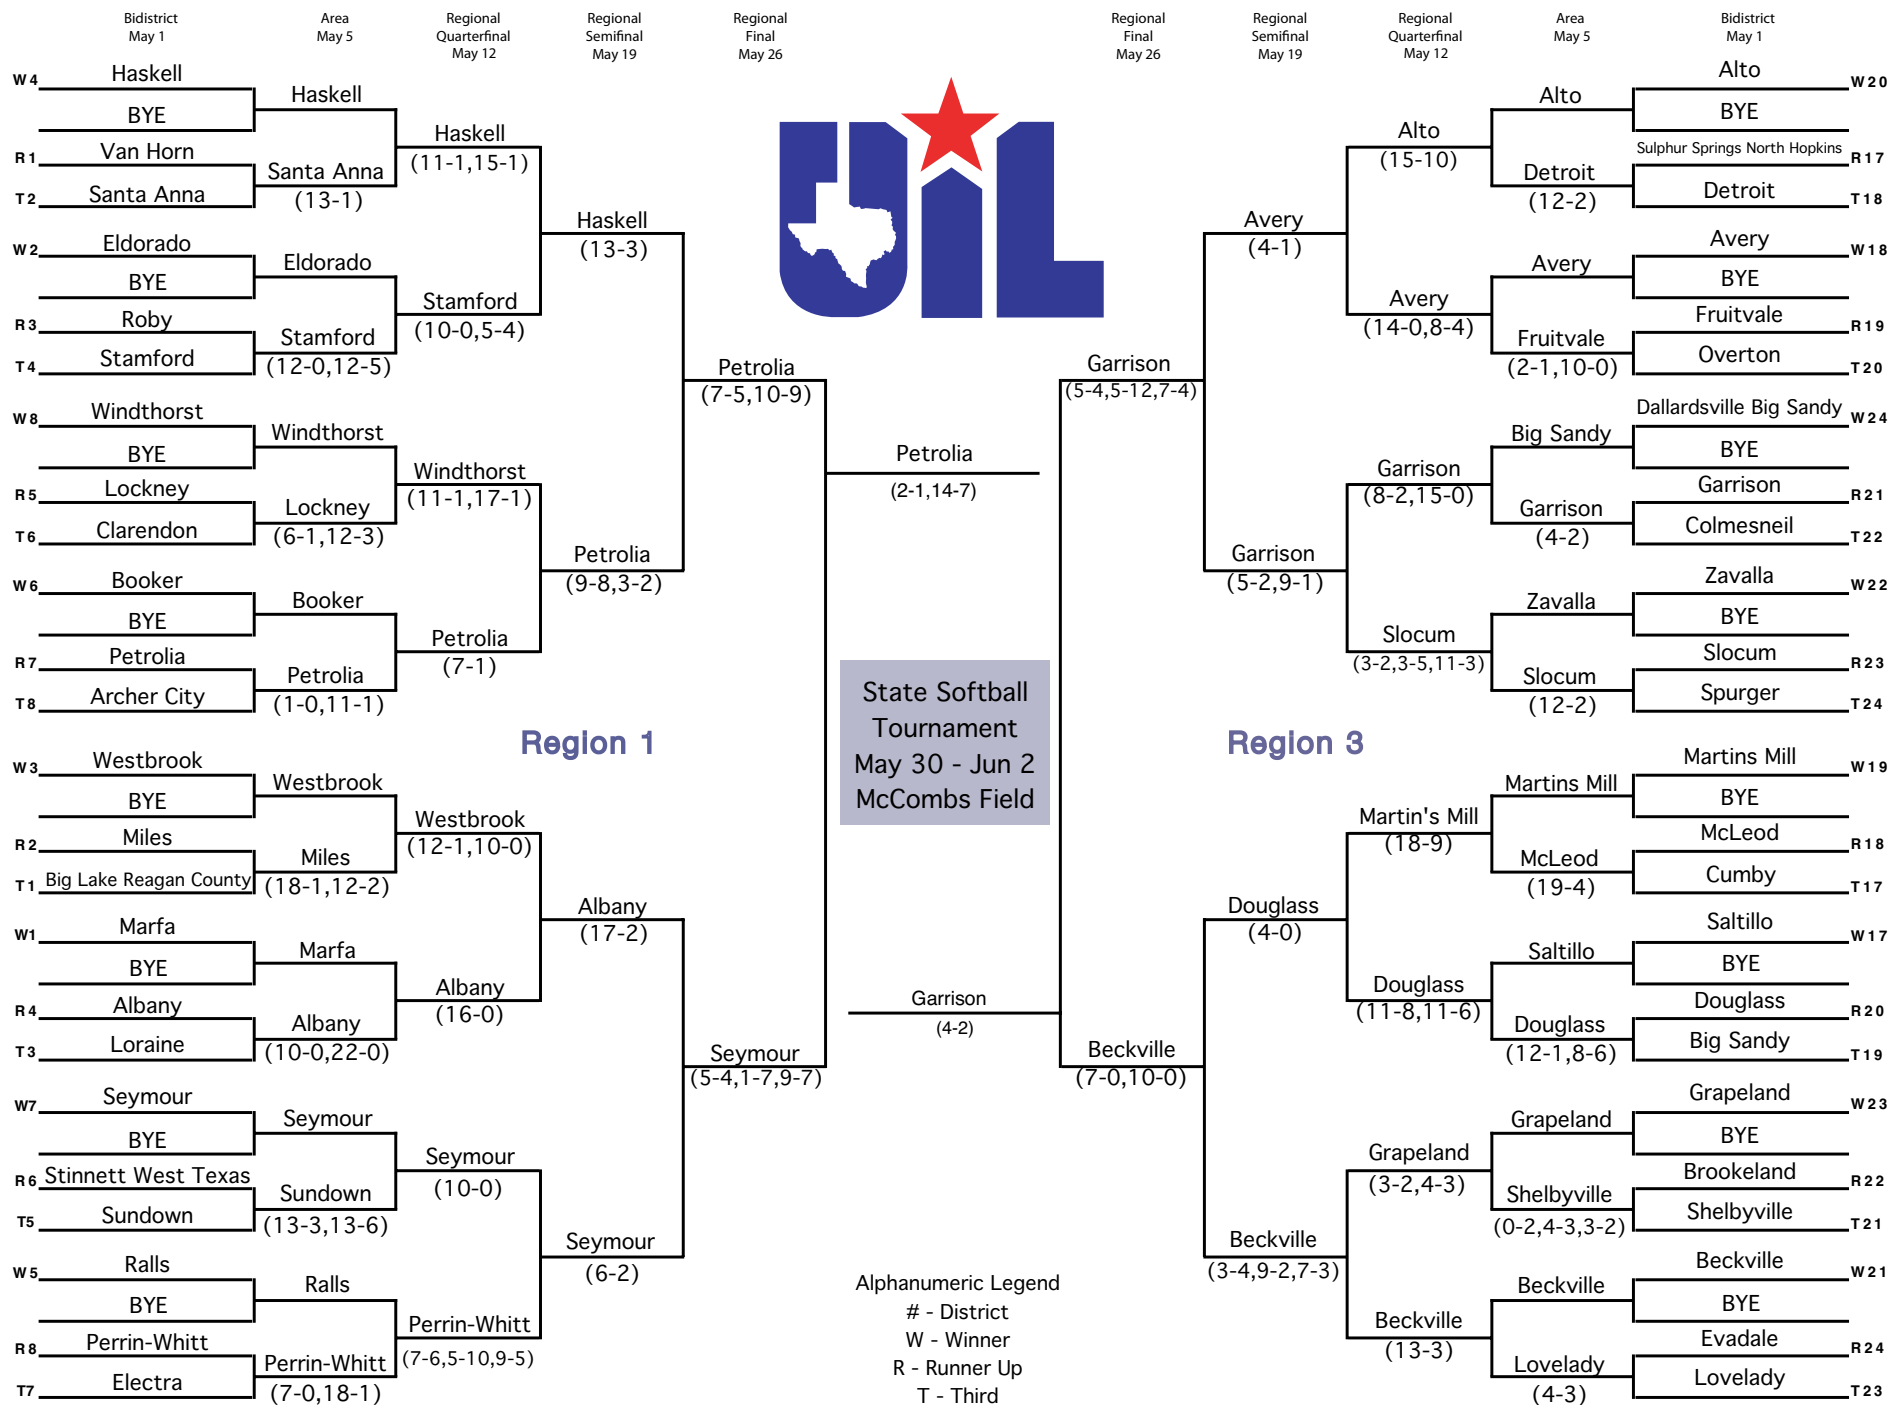 Bidistrict
May 1
Area
May 5
Regional
Quarterfinal
May 12
Regional
Semifinal
May 19
Regional
Final
May 26
Regional
Final
May 26
Regional
Semifinal
May 19
Regional
Quarterfinal
May 12
Area
May 5
Bidistrict
May 1
W4 Haskell
BYE
R1 Van Horn
T2 Santa Anna
W2 Eldorado
BYE
R3 Roby
T4 Stamford
W8 Windthorst
BYE
R5 Lockney
T6 Clarendon
W6 Booker
BYE
R7 Petrolia
T8 Archer City
W3 Westbrook
BYE
R2 Miles
T1 Big Lake Reagan County
W1 Marfa
BYE
R4 Albany
T3 Loraine
W7 Seymour
BYE
R6 Stinnett West Texas
T5 Sundown
W5 Ralls
BYE
R8 Perrin-Whitt
T7 Electra
Haskell
Santa Anna
(13-1)
Eldorado
Stamford
(12-0,12-5)
Windthorst
Lockney
(6-1,12-3)
Booker
Petrolia
(1-0,11-1)
Westbrook
Miles
(18-1,12-2)
Marfa
Albany
(10-0,22-0)
Seymour
Sundown
(13-3,13-6)
Ralls
Perrin-Whitt
(7-0,18-1)
Haskell
(11-1,15-1)
Stamford
(10-0,5-4)
Windthorst
(11-1,17-1)
Petrolia
(7-1)
Westbrook
(12-1,10-0)
Albany
(16-0)
Seymour
(10-0)
Perrin-Whitt
(7-6,5-10,9-5)
Haskell
(13-3)
Petrolia
(9-8,3-2)
Albany
(17-2)
Seymour
(6-2)
Petrolia
(7-5,10-9)
Seymour
(5-4,1-7,9-7)
Region 1
UIL
Petrolia
(2-1,14-7)
State Softball
Tournament
May 30 - Jun 2
McCombs Field
Garrison
(4-2)
Alphanumeric Legend
# - District
W - Winner
R - Runner Up
T - Third
Region 3
Garrison
(5-4,5-12,7-4)
Beckville
(7-0,10-0)
Avery
(4-1)
Garrison
(5-2,9-1)
Douglass
(4-0)
Beckville
(3-4,9-2,7-3)
Alto
(15-10)
Avery
(14-0,8-4)
Garrison
(8-2,15-0)
Slocum
(3-2,3-5,11-3)
Martin's Mill
(18-9)
Douglass
(11-8,11-6)
Grapeland
(3-2,4-3)
Beckville
(13-3)
Alto
Detroit
(12-2)
Avery
Fruitvale
(2-1,10-0)
Big Sandy
Garrison
(4-2)
Zavalla
Slocum
(12-2)
Martins Mill
McLeod
(19-4)
Saltillo
Douglass
(12-1,8-6)
Grapeland
Shelbyville
(0-2,4-3,3-2)
Beckville
Lovelady
(4-3)
Alto W20
BYE
Sulphur Springs North Hopkins R17
Detroit T18
Avery W18
BYE
Fruitvale R19
Overton T20
Dallardsville Big Sandy W24
BYE
Garrison R21
Colmesneil T22
Zavalla W22
BYE
Slocum R23
Spurger T24
Martins Mill W19
BYE
McLeod R18
Cumby T17
Saltillo W17
BYE
Douglass R20
Big Sandy T19
Grapeland W23
BYE
Brookeland R22
Shelbyville T21
Beckville W21
BYE
Evadale R24
Lovelady T23